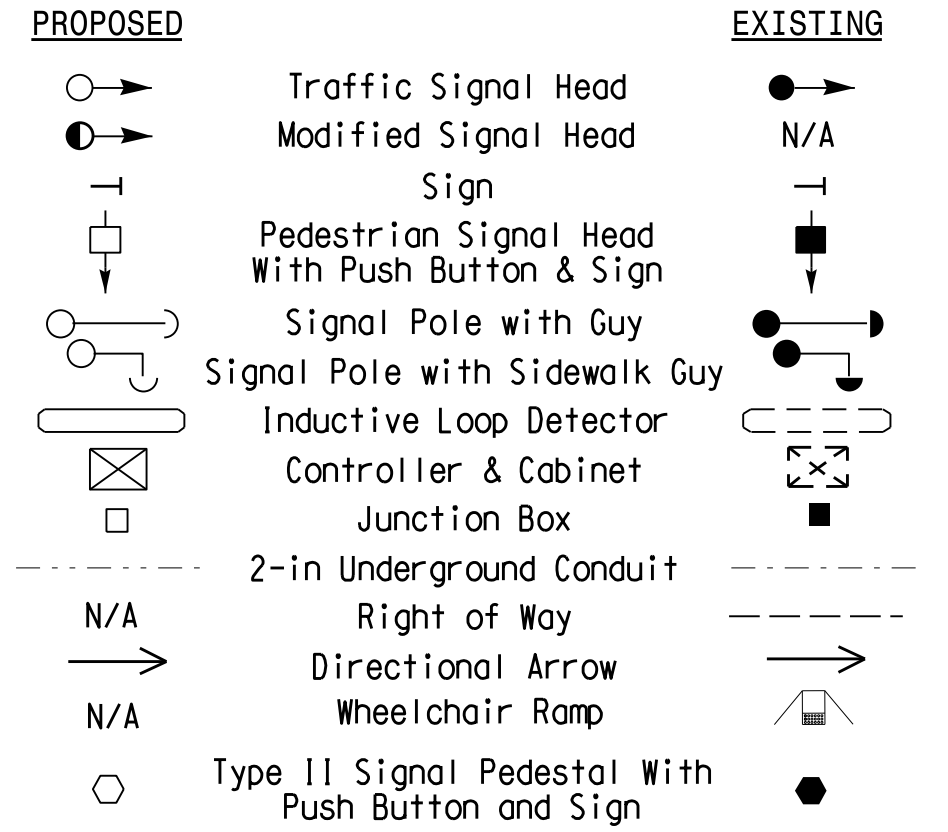 PROPOSED EXISTING
Traffic Signal Head
Modified Signal Head N/A
Sign
Pedestrian Signal Head
With Push Button & Sign
Signal Pole with Guy
Signal Pole with Sidewalk Guy
Inductive Loop Detector
Controller & Cabinet
Junction Box
2-in Underground Conduit
N/A Right of Way
Directional Arrow
N/A Wheelchair Ramp
Type II Signal Pedestal With
Push Button and Sign